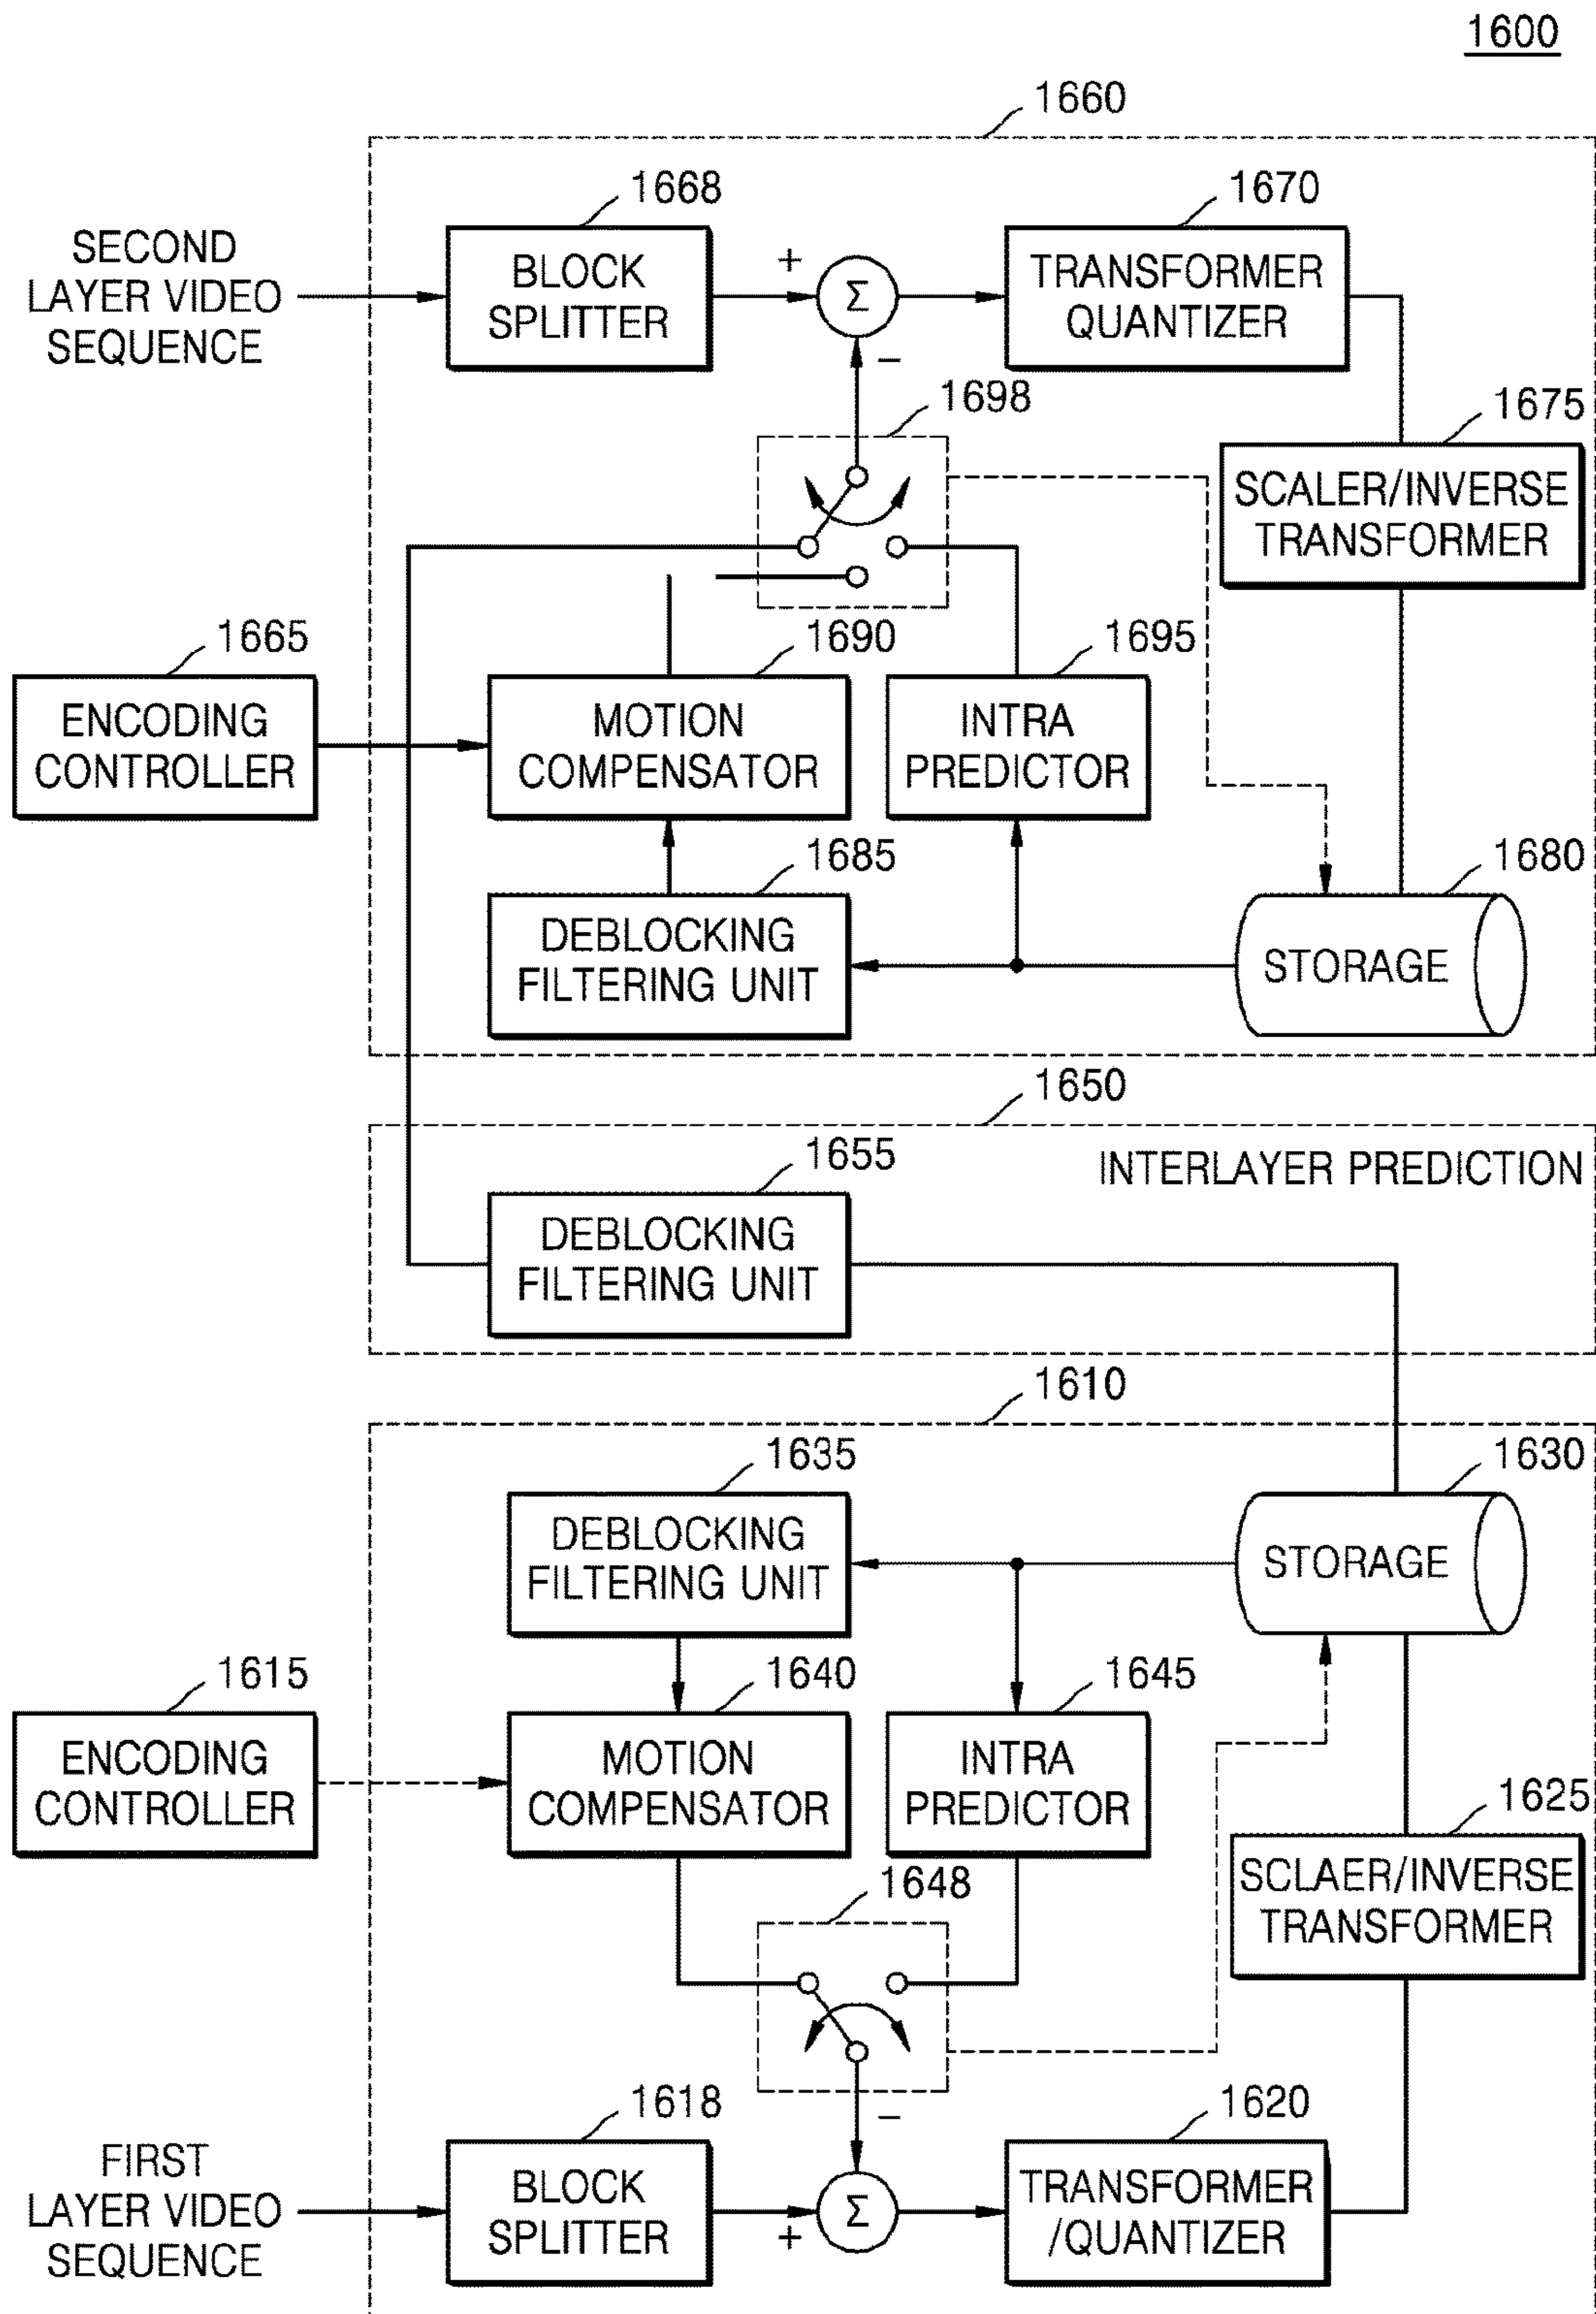 1600
1660
1668
1670
SECOND
LAYER VIDEO
SEQUENCE
BLOCK
SPLITTER
+
Σ
−
TRANSFORMER
QUANTIZER
1698
1675
SCALER/INVERSE
TRANSFORMER
1665
1690
1695
ENCODING
CONTROLLER
MOTION
COMPENSATOR
INTRA
PREDICTOR
1685
1680
DEBLOCKING
FILTERING UNIT
STORAGE
1650
1655
INTERLAYER PREDICTION
DEBLOCKING
FILTERING UNIT
1610
1635
1630
DEBLOCKING
FILTERING UNIT
STORAGE
1615
1640
1645
ENCODING
CONTROLLER
MOTION
COMPENSATOR
INTRA
PREDICTOR
1625
SCLAER/INVERSE
TRANSFORMER
1648
1618
−
1620
FIRST
LAYER VIDEO
SEQUENCE
BLOCK
SPLITTER
+
Σ
TRANSFORMER
/QUANTIZER